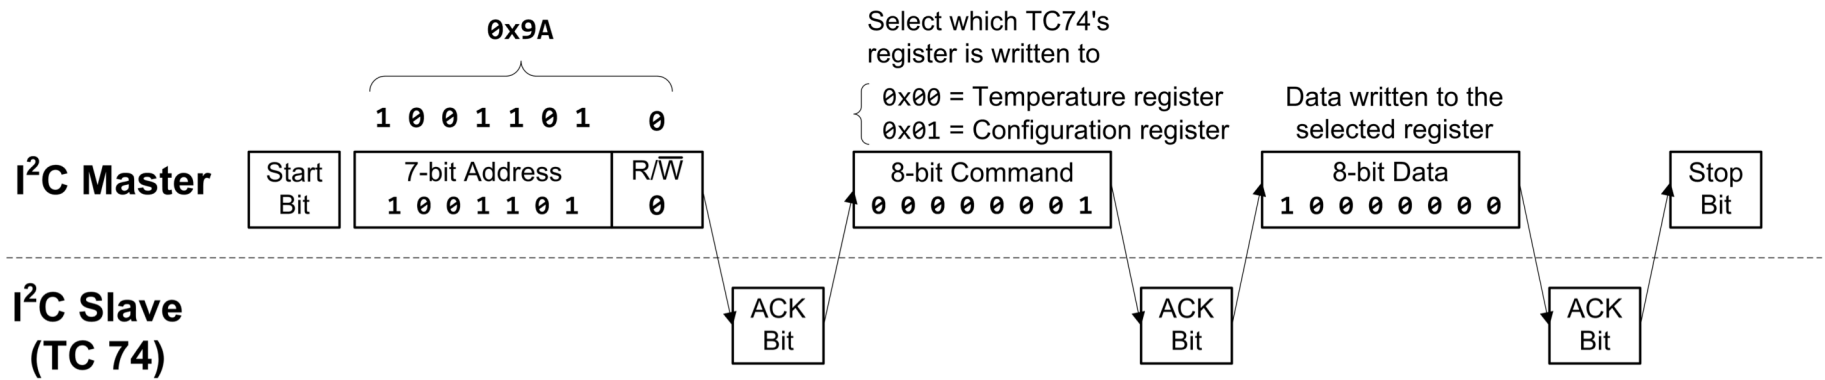 0x9A
1 0 0 1 1 0 1 0
Select which TC74's
register is written to
0x00 = Temperature register
0x01 = Configuration register
Data written to the
selected register
I²C Master
Start
Bit
7-bit Address
1 0 0 1 1 0 1
R/W̅
0
8-bit Command
0 0 0 0 0 0 0 1
8-bit Data
1 0 0 0 0 0 0 0
Stop
Bit
I²C Slave
(TC 74)
ACK
Bit
ACK
Bit
ACK
Bit